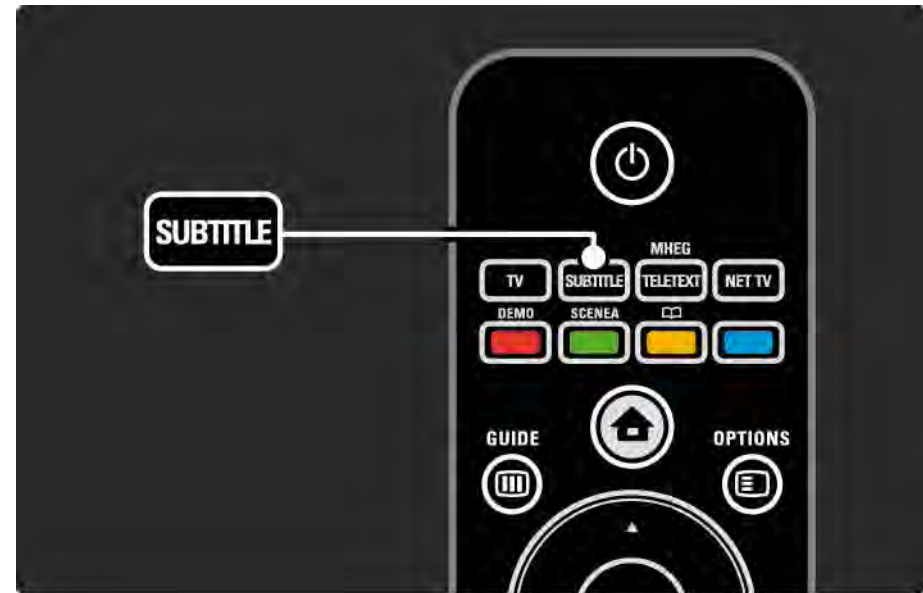 SUBTITLE
MHEG
TV SUBTITLE TELETEXT NET TV
DEMO SCENEA
GUIDE OPTIONS